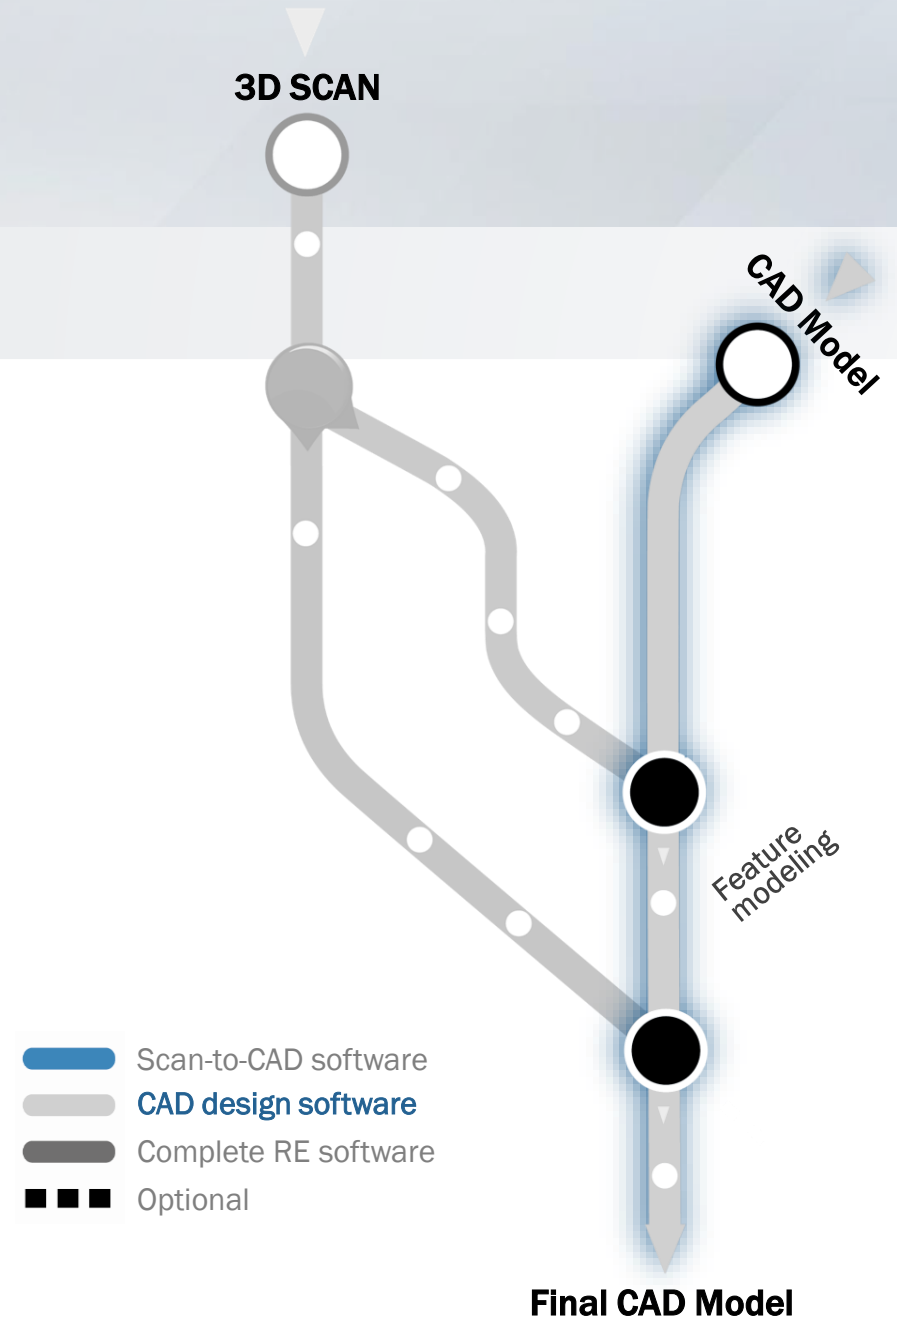 3D SCAN
CAD Model
Feature
modeling
Scan-to-CAD software
CAD design software
Complete RE software
Optional
Final CAD Model